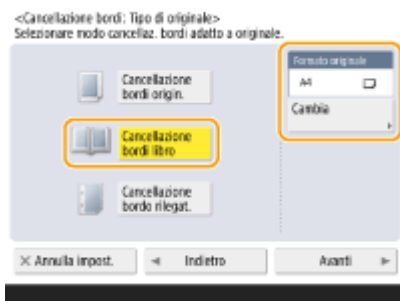 <Cancellazione bordi: Tipo di originale>
Selezionare modo cancellaz. bordi adatto a originale.
Formato originale
A4
Cambia
Cancellazione
bordi origin.
Cancellazione
bordi libro
Cancellazione
bordo rilegat.
Annulla impost.
Indietro
Avanti